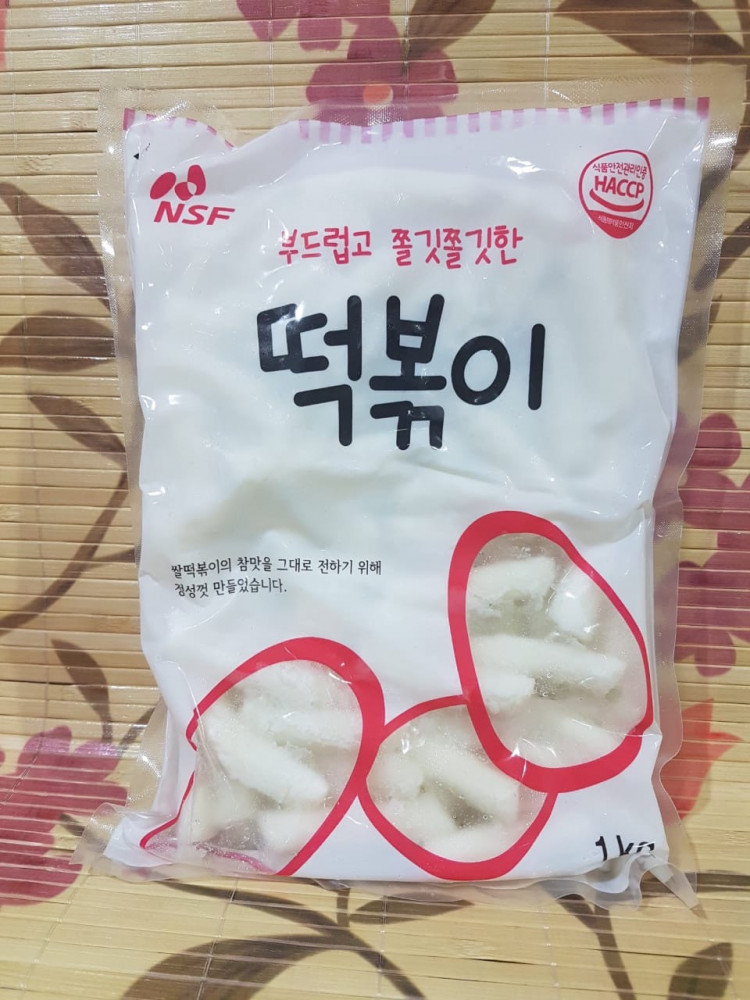 NSF
식품안전관리인증
HACCP
부드럽고 쫄깃쫄깃한
떡볶이
쌀떡볶이의 참맛을 그대로 전하기 위해
정성껏 만들었습니다.
1kg